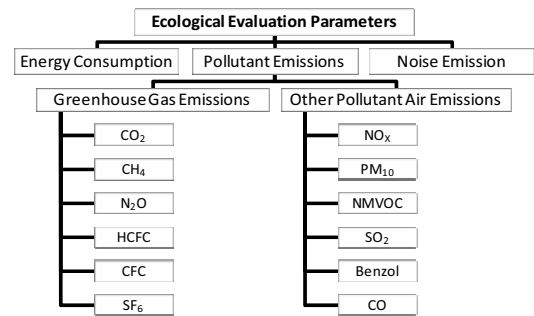 Ecological Evaluation Parameters
Energy Consumption
Pollutant Emissions
Noise Emission
Greenhouse Gas Emissions
Other Pollutant Air Emissions
CO₂
CH₄
N₂O
HCFC
CFC
SF₆
NOₓ
PM₁₀
NMVOC
SO₂
Benzol
CO